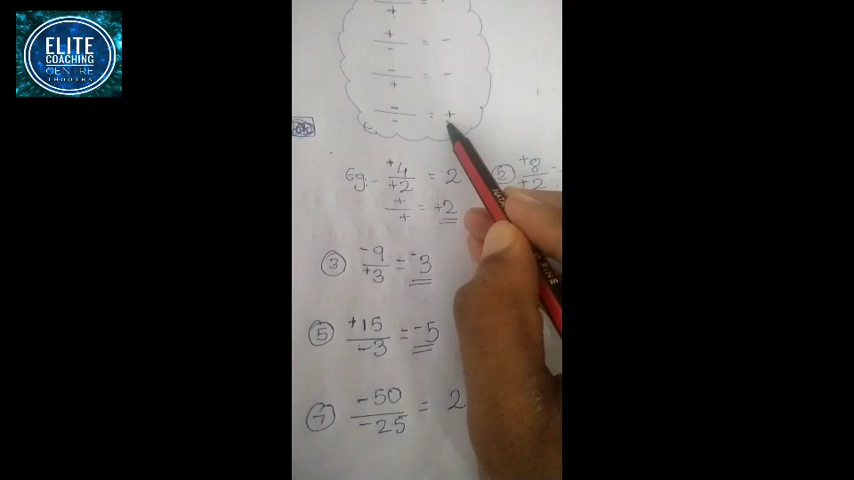 ELITE
COACHING
CENTRE
+
+/- = -
-/+ = -
-/- = +
Eg:- +4/+2 = 2
+/+ = +2
② +8/+2 =
③ -9/+3 = -3
⑤ +15/-3 = -5
⑦ -50/-25 = 2